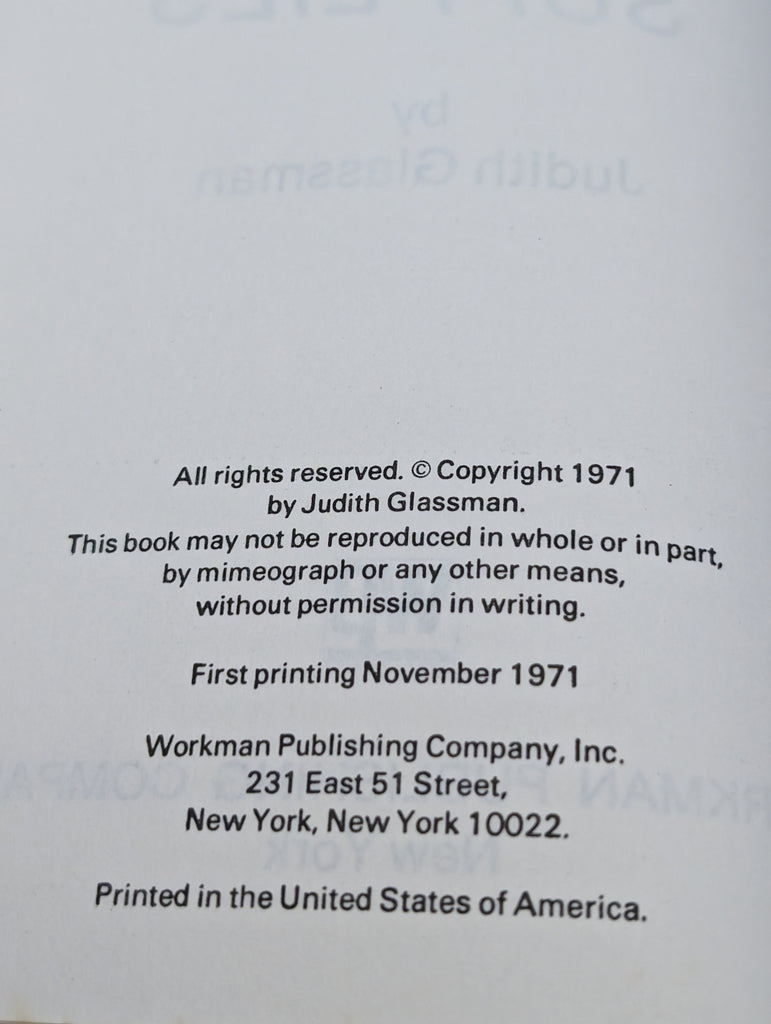 All rights reserved. © Copyright 1971
by Judith Glassman.
This book may not be reproduced in whole or in part,
by mimeograph or any other means,
without permission in writing.
First printing November 1971
Workman Publishing Company, Inc.
231 East 51 Street,
New York, New York 10022.
Printed in the United States of America.